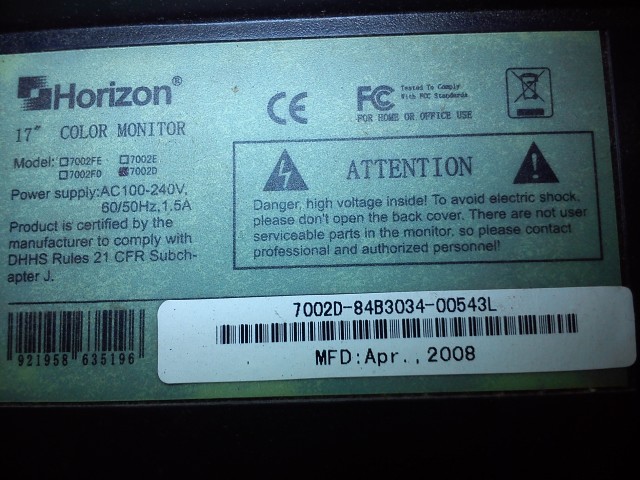 Horizon®
17" COLOR MONITOR
Model: 7002FE 7002E
7002FD 7002D
Power supply:AC100-240V,
60/50Hz,1.5A
Product is certified by the
manufacturer to comply with
DHHS Rules 21 CFR Subch-
apter J.
921958 635196
CE
FC Tested To Comply
With FCC Standards
FOR HOME OR OFFICE USE
ATTENTION
Danger, high voltage inside! To avoid electric shock,
please don't open the back cover. There are not user
serviceable parts in the monitor, so please contact
professional and authorized personnel!
7002D-84B3034-00543L
MFD:Apr.,2008